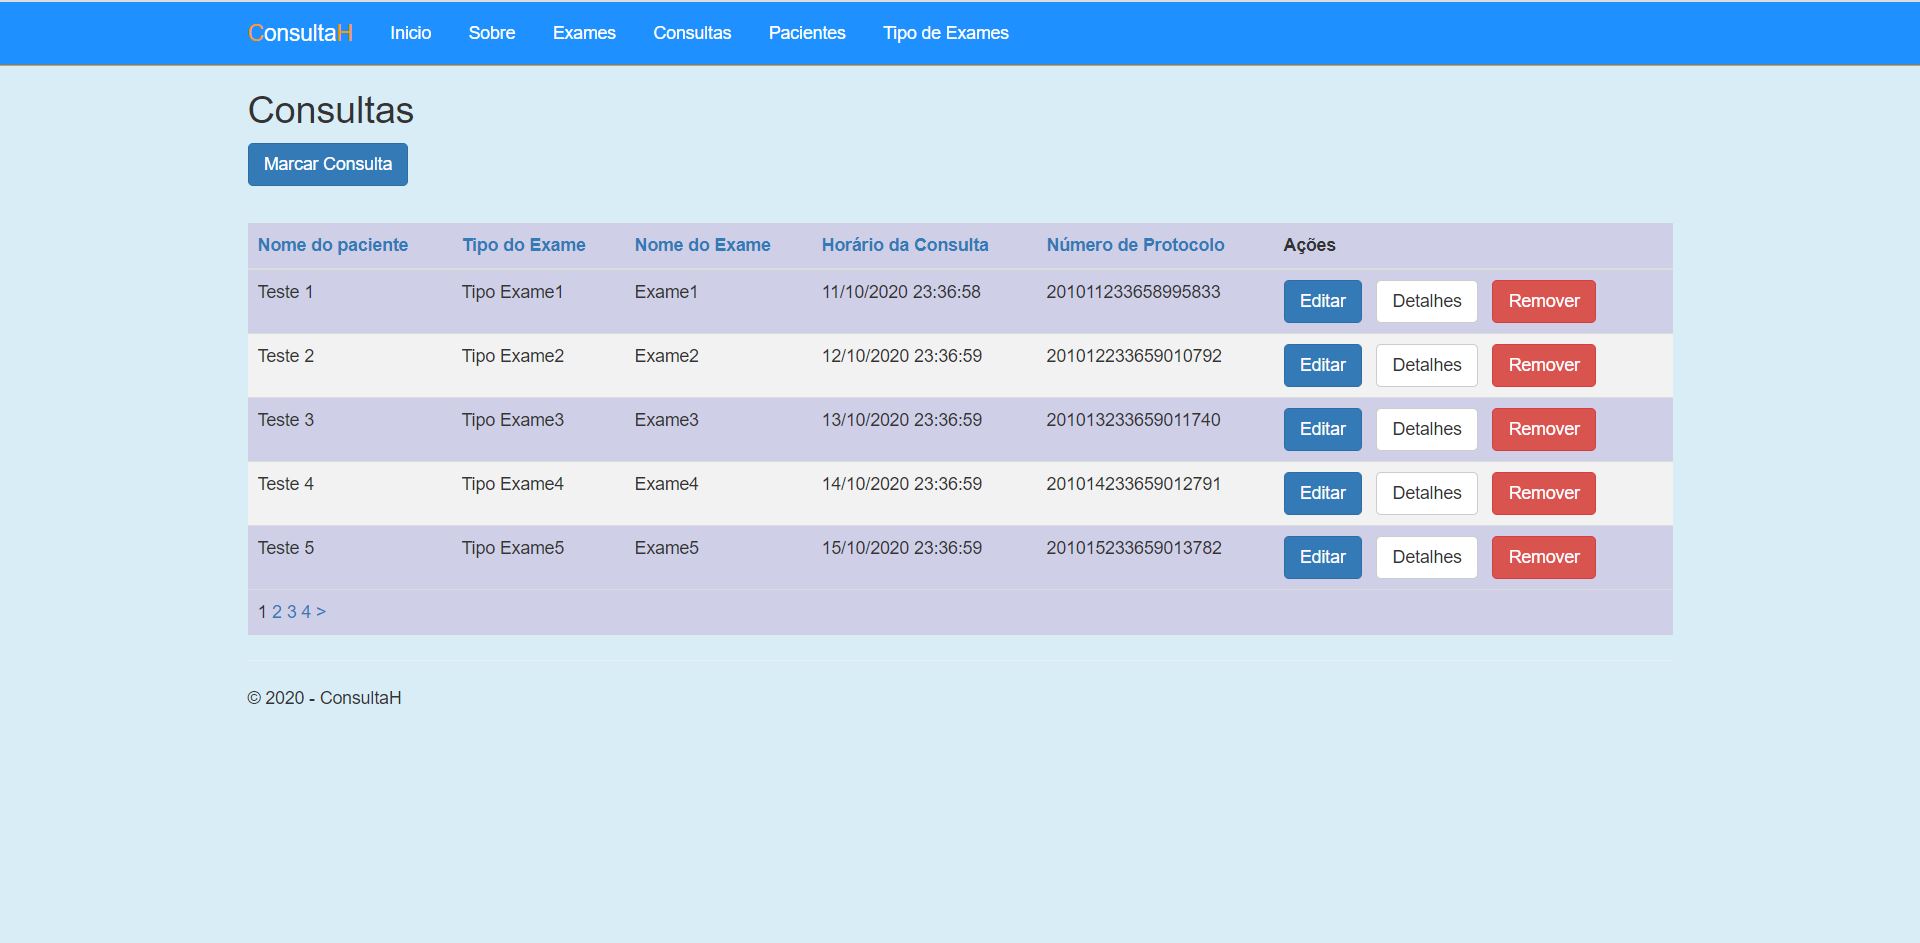 ConsultaH Inicio Sobre Exames Consultas Pacientes Tipo de Exames
Consultas
Marcar Consulta
Nome do paciente Tipo do Exame Nome do Exame Horário da Consulta Número de Protocolo Ações
Teste 1 Tipo Exame1 Exame1 11/10/2020 23:36:58 201011233658995833 Editar Detalhes Remover
Teste 2 Tipo Exame2 Exame2 12/10/2020 23:36:59 201012233659010792 Editar Detalhes Remover
Teste 3 Tipo Exame3 Exame3 13/10/2020 23:36:59 201013233659011740 Editar Detalhes Remover
Teste 4 Tipo Exame4 Exame4 14/10/2020 23:36:59 201014233659012791 Editar Detalhes Remover
Teste 5 Tipo Exame5 Exame5 15/10/2020 23:36:59 201015233659013782 Editar Detalhes Remover
1 2 3 4 >
© 2020 - ConsultaH